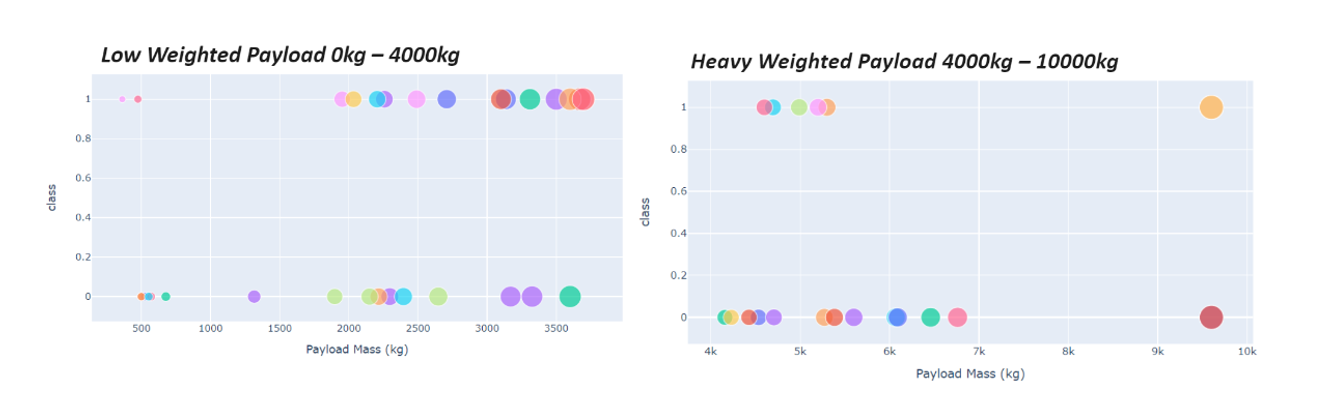 Low Weighted Payload 0kg – 4000kg
1
0.8
0.6
0.4
0.2
0
class
500 1000 1500 2000 2500 3000 3500
Payload Mass (kg)
Heavy Weighted Payload 4000kg – 10000kg
1
0.8
0.6
0.4
0.2
0
class
4k 5k 6k 7k 8k 9k 10k
Payload Mass (kg)